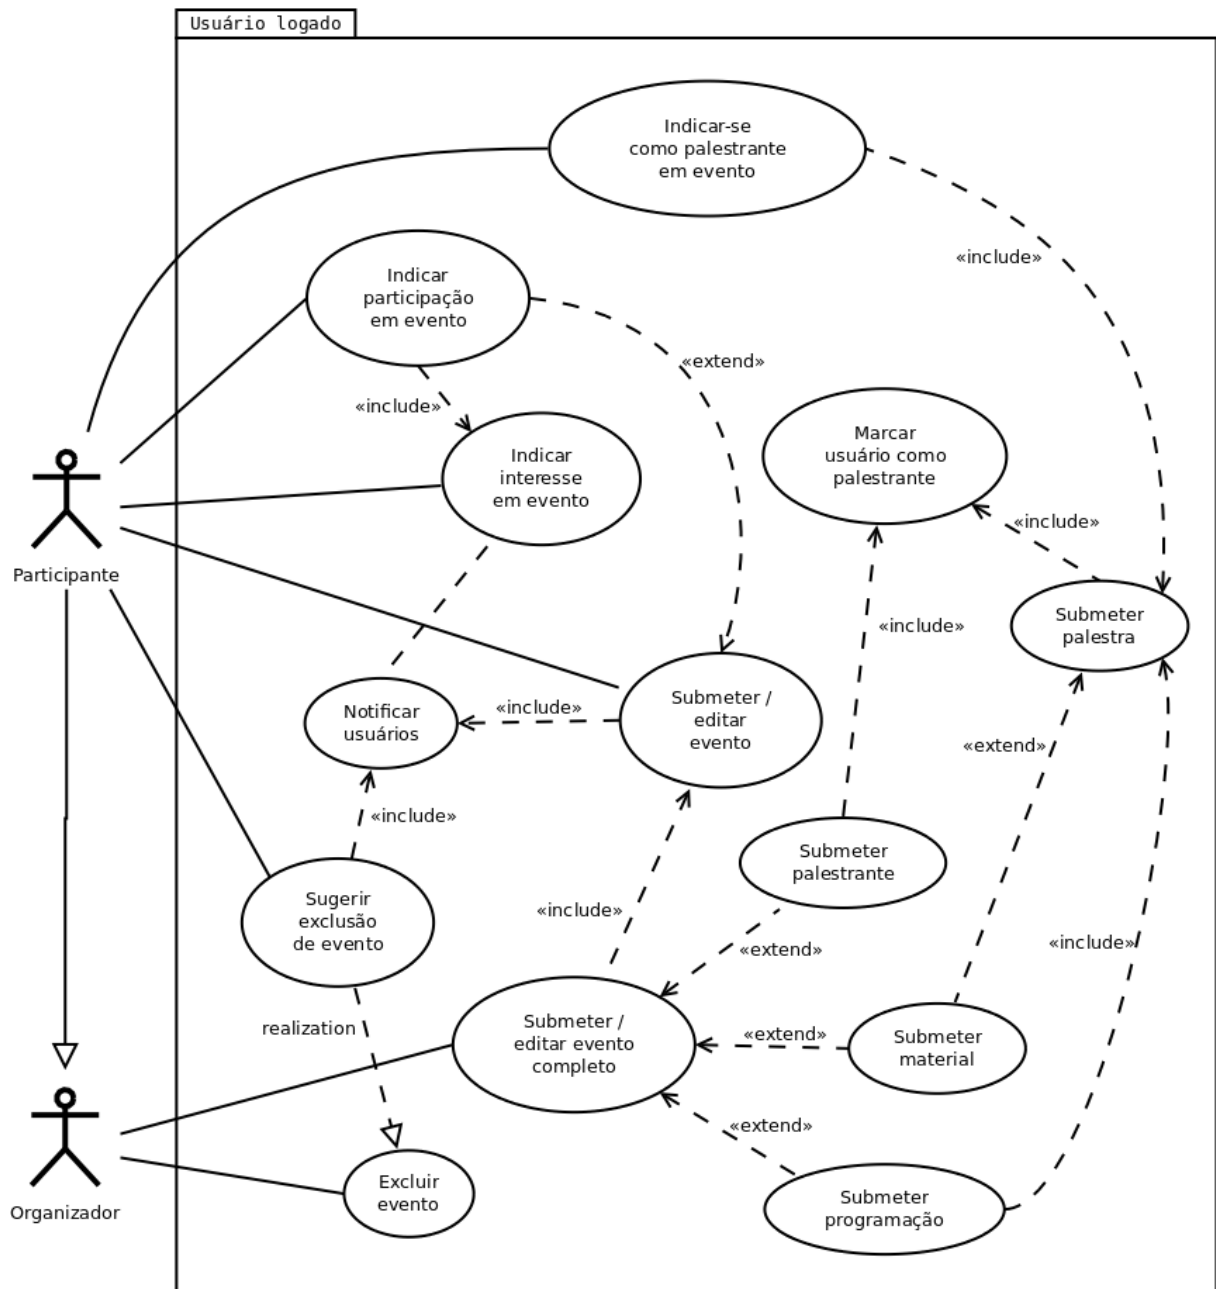 Usuário logado
Indicar-se
como palestrante
em evento
«include»
Indicar
participação
em evento
«extend»
«include»
Indicar
interesse
em evento
Marcar
usuário como
palestrante
«include»
Participante
Submeter
palestra
«include»
Notificar
usuários
«include»
Submeter /
editar
evento
«extend»
«include»
Submeter
palestrante
Sugerir
exclusão
de evento
«include»
«extend»
«include»
realization
Submeter /
editar evento
completo
«extend»
Submeter
material
«extend»
Organizador
Excluir
evento
Submeter
programação